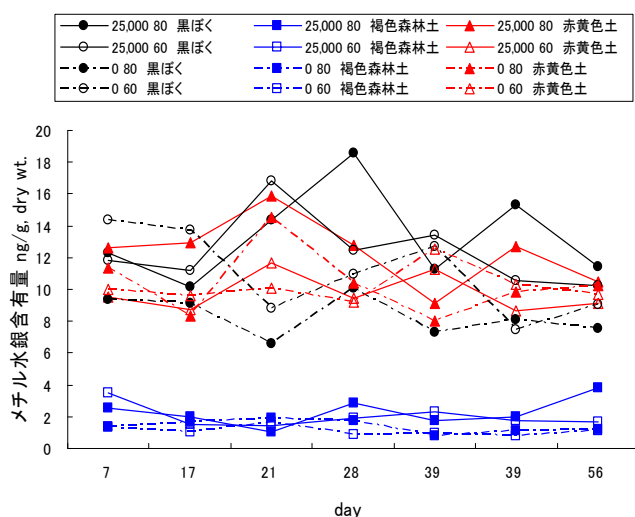 25,000 80 黒ぼく 25,000 80 褐色森林土 25,000 80 赤黄色土
25,000 60 黒ぼく 25,000 60 褐色森林土 25,000 60 赤黄色土
0 80 黒ぼく 0 80 褐色森林土 0 80 赤黄色土
0 60 黒ぼく 0 60 褐色森林土 0 60 赤黄色土
メチル水銀含有量 ng/g, dry wt.
20
18
16
14
12
10
8
6
4
2
0
7 17 21 28 39 39 56
day